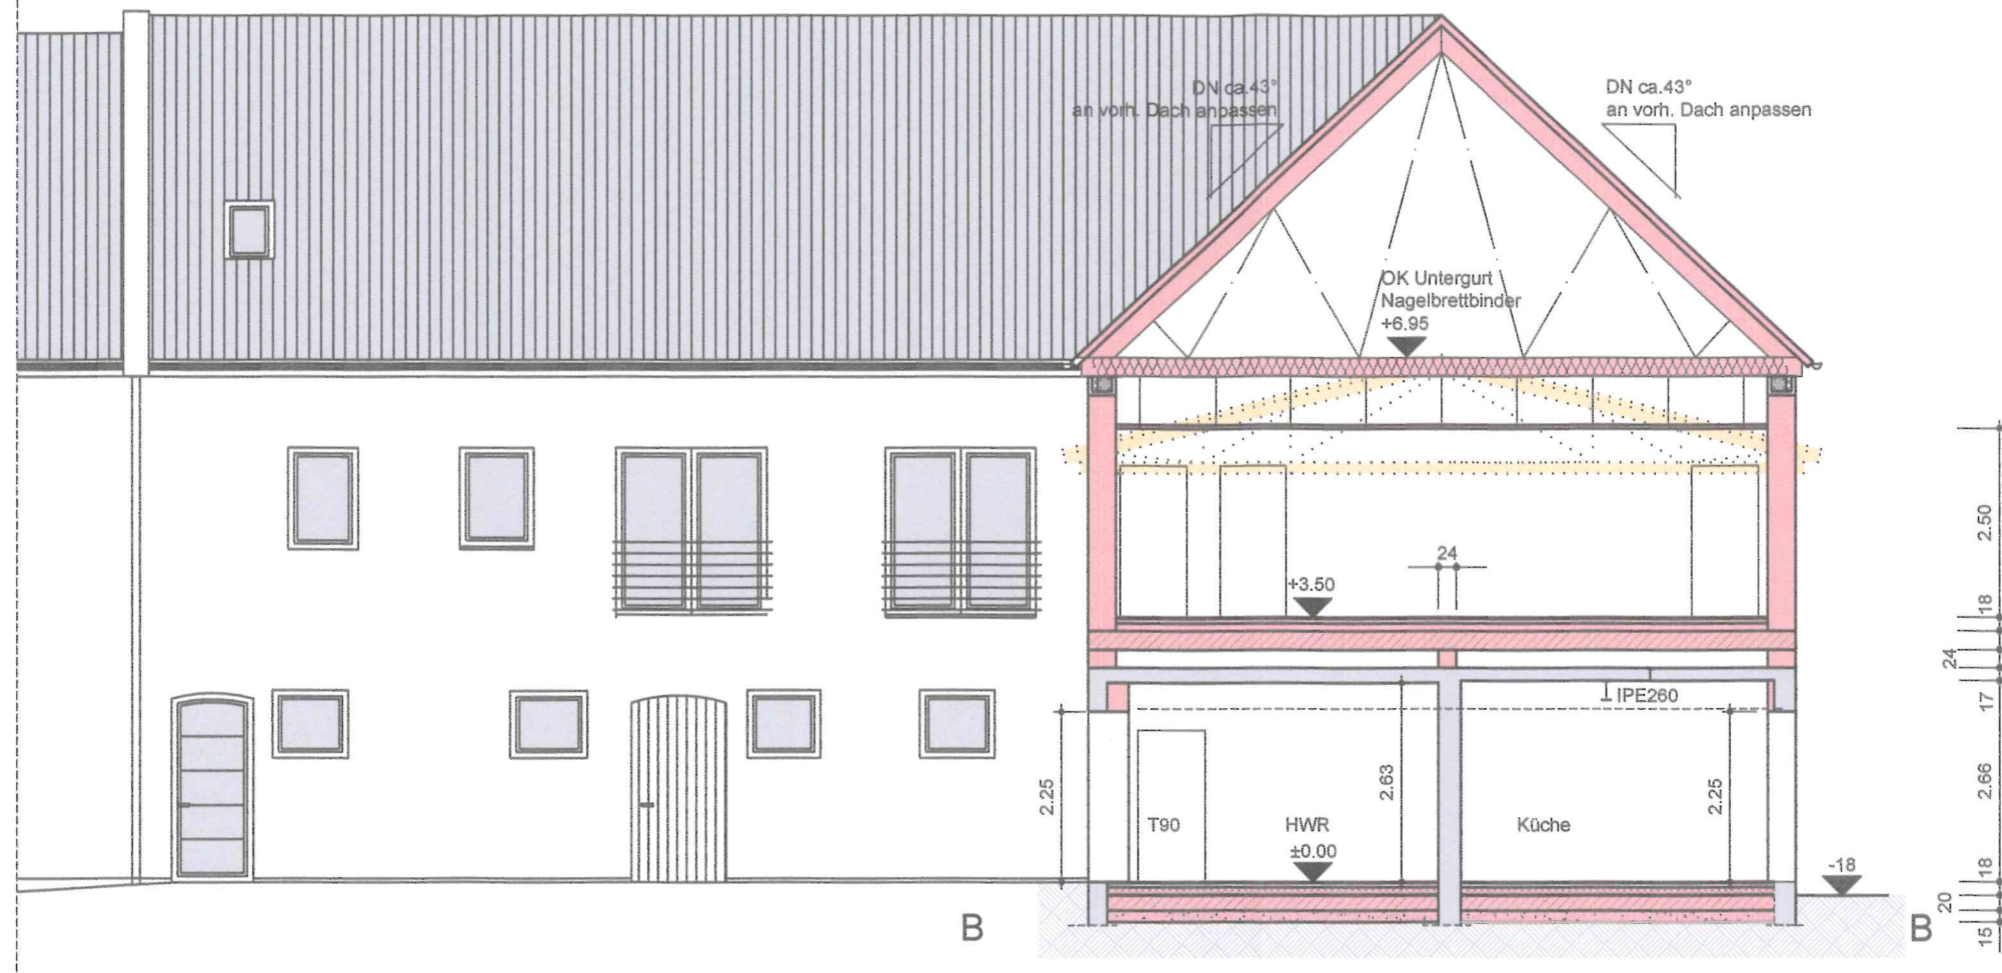 DN ca.43°
an vorh. Dach anpassen
DN ca.43°
an vorh. Dach anpassen
OK Untergurt
Nagelbrettbinder
+6.95
2.50
24
+3.50
18
24
IPE260
17
2.25
2.63
2.25
2.66
T90
HWR
±0.00
Küche
-18
18
20
15
B
B